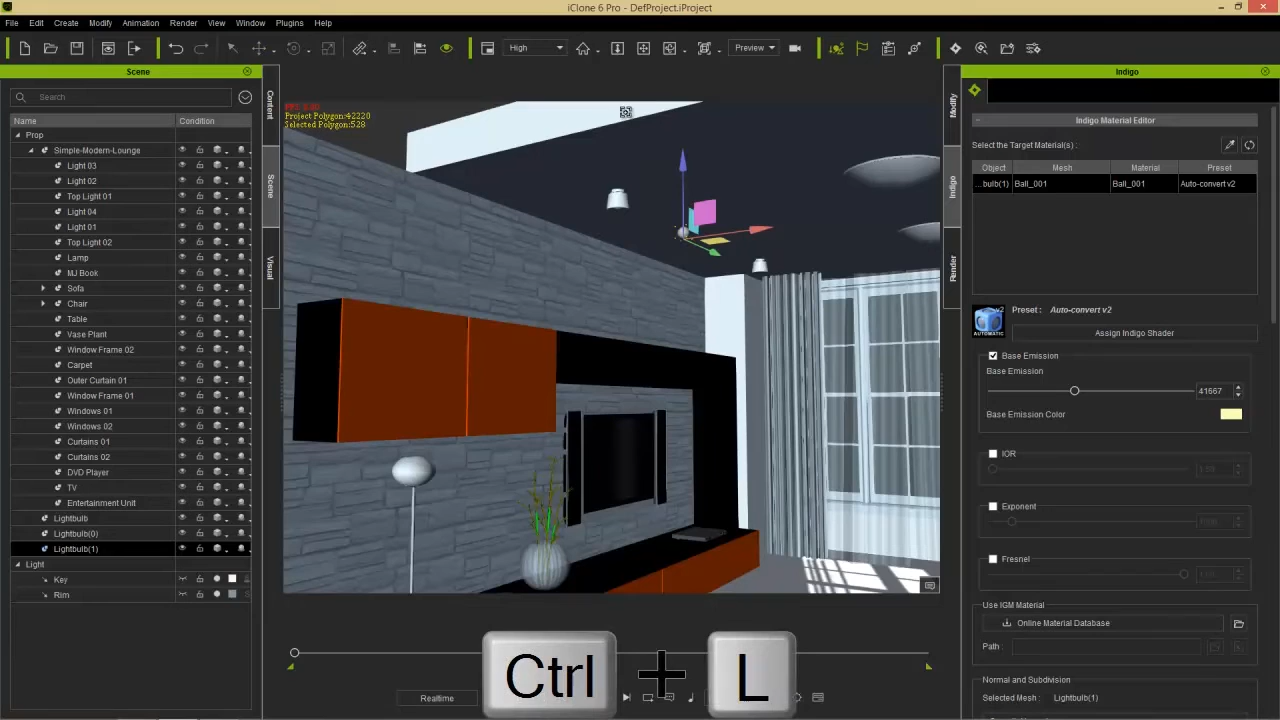 iClone 6 Pro - DefProject.iProject
File Edit Create Modify Animation Render View Window Plugins Help
High
Preview
Scene
Search
Name Condition
Prop
Simple-Modern-Lounge
Light 03
Light 02
Top Light 01
Light 04
Light 01
Top Light 02
Lamp
MJ Book
Sofa
Chair
Table
Vase Plant
Window Frame 02
Carpet
Outer Curtain 01
Window Frame 01
Windows 01
Windows 02
Curtains 01
Curtains 02
DVD Player
TV
Entertainment Unit
Lightbulb
Lightbulb(0)
Lightbulb(1)
Light
Key
Rim
Content
Scene
Visual
Project Polygon:42220
Selected Polygon:528
Ctrl + L
Realtime
Modify
Indigo
Render
Indigo
Indigo Material Editor
Select the Target Material(s) :
Object Mesh Material Preset
...bulb(1) Ball_001 Ball_001 Auto-convert v2
v2
AUTOMATIC
Preset : Auto-convert v2
Assign Indigo Shader
Base Emission
Base Emission
41667
Base Emission Color
IOR
Exponent
Fresnel
Use IGM Material
Online Material Database
Path :
Normal and Subdivision
Selected Mesh : Lightbulb(1)